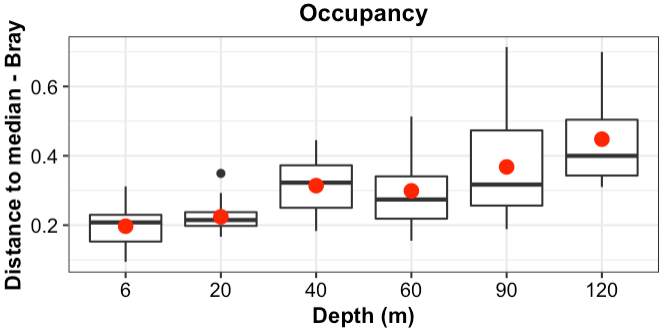 Occupancy
Distance to median - Bray
0.6
0.4
0.2
6 20 40 60 90 120
Depth (m)